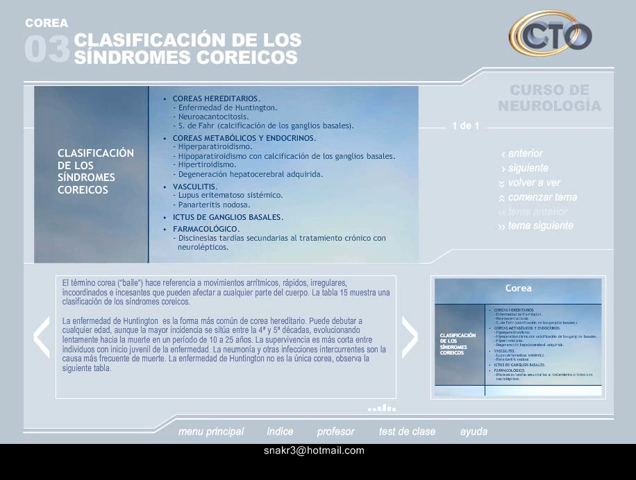 COREA
03 CLASIFICACIÓN DE LOS
SÍNDROMES COREICOS
CTO
CURSO DE
NEUROLOGÍA
1 de 1
‹ anterior
› siguiente
volver a ver
comenzar tema
tema anterior
›› tema siguiente
CLASIFICACIÓN
DE LOS
SÍNDROMES
COREICOS
• COREAS HEREDITARIOS.
- Enfermedad de Huntington.
- Neuroacantocitosis.
- S. de Fahr (calcificación de los ganglios basales).
• COREAS METABÓLICOS Y ENDOCRINOS.
- Hiperparatiroidismo.
- Hipoparatiroidismo con calcificación de los ganglios basales.
- Hipertiroidismo.
- Degeneración hepatocerebral adquirida.
• VASCULITIS.
- Lupus eritematoso sistémico.
- Panarteritis nodosa.
• ICTUS DE GANGLIOS BASALES.
• FARMACOLÓGICO.
- Discinesias tardías secundarias al tratamiento crónico con
neurolépticos.
El término corea ("baile") hace referencia a movimientos arrítmicos, rápidos, irregulares,
incoordinados e incesantes que pueden afectar a cualquier parte del cuerpo. La tabla 15 muestra una
clasificación de los síndromes coreicos.
La enfermedad de Huntington es la forma más común de corea hereditario. Puede debutar a
cualquier edad, aunque la mayor incidencia se sitúa entre la 4ª y 5ª décadas, evolucionando
lentamente hacia la muerte en un período de 10 a 25 años. La supervivencia es más corta entre
individuos con inicio juvenil de la enfermedad. La neumonía y otras infecciones intercurrentes son la
causa más frecuente de muerte. La enfermedad de Huntington no es la única corea, observa la
siguiente tabla.
Corea
CLASIFICACIÓN
DE LOS
SÍNDROMES
COREICOS
menu principal
índice
profesor
test de clase
ayuda
snakr3@hotmail.com